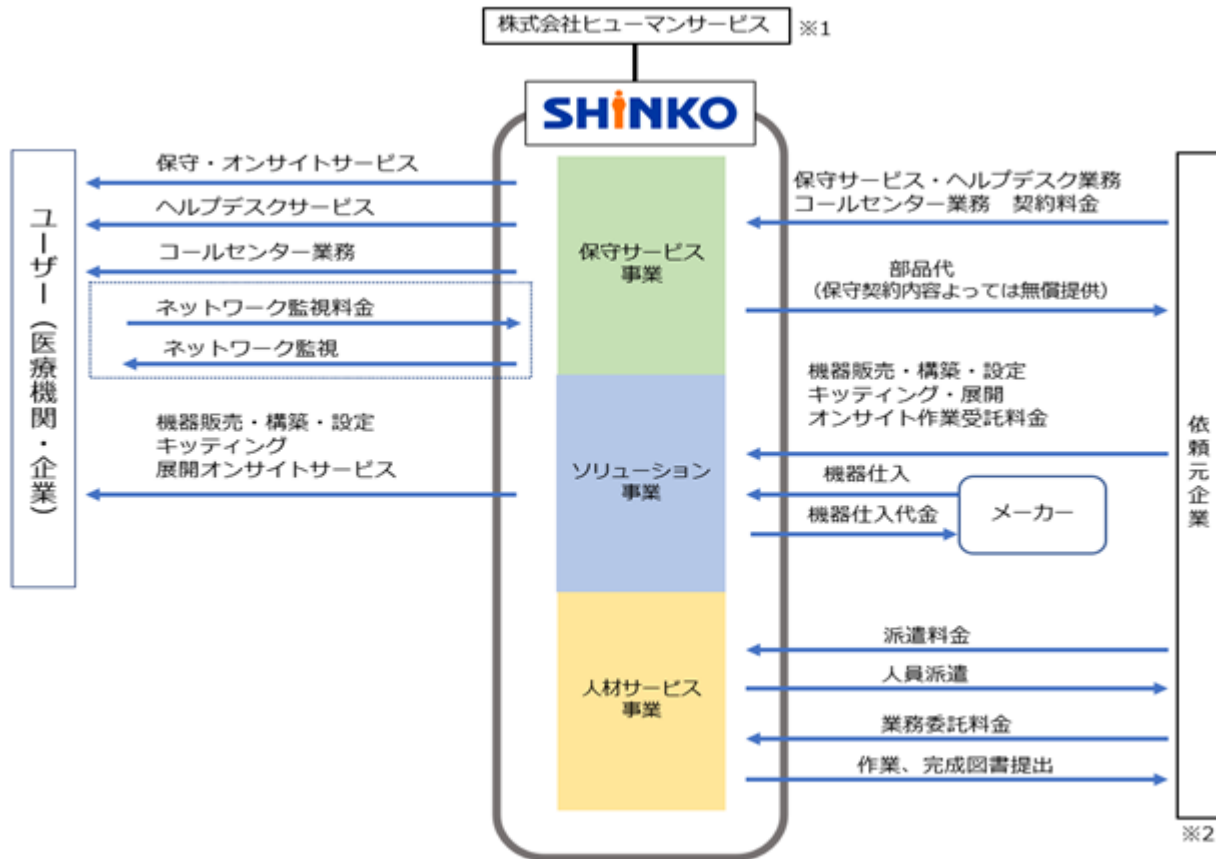 株式会社ヒューマンサービス
※1
SHiNKO
ユーザー（医療機関・企業）
保守・オンサイトサービス
ヘルプデスクサービス
コールセンター業務
ネットワーク監視料金
ネットワーク監視
機器販売・構築・設定
キッティング
展開オンサイトサービス
保守サービス
事業
ソリューション
事業
人材サービス
事業
保守サービス・ヘルプデスク業務
コールセンター業務　契約料金
部品代
（保守契約内容よっては無償提供）
機器販売・構築・設定
キッティング・展開
オンサイト作業受託料金
機器仕入
機器仕入代金
メーカー
派遣料金
人員派遣
業務委託料金
作業、完成図書提出
依頼元企業
※2